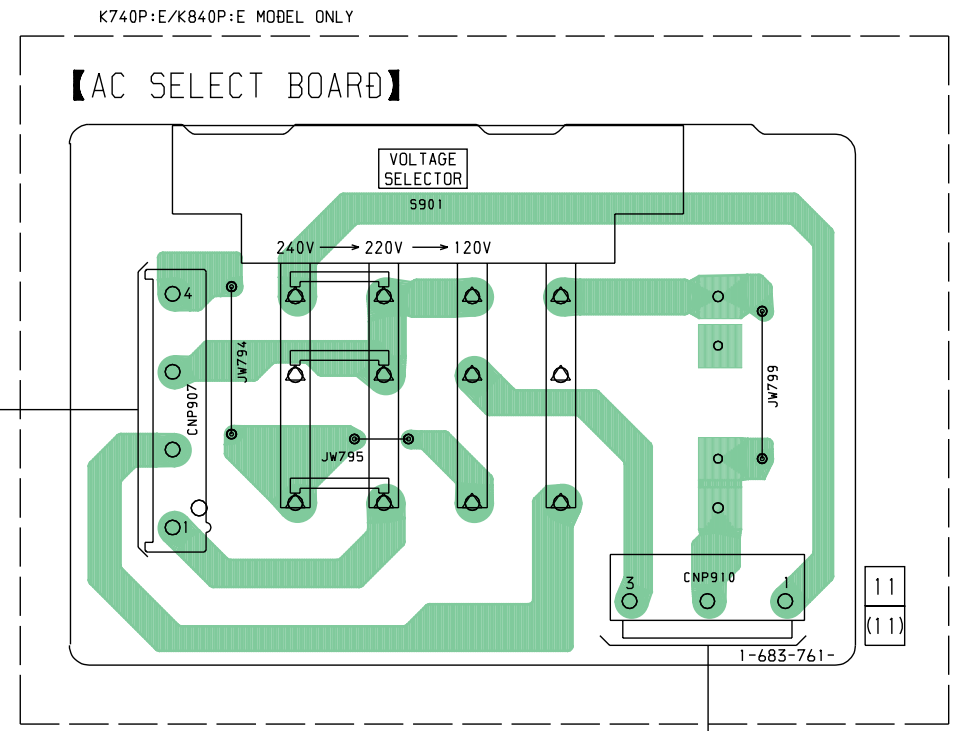 K740P:E/K840P:E MODEL ONLY
【AC SELECT BOARD】
VOLTAGE
SELECTOR
S901
240V → 220V → 120V
4
JW794
CNP907
JW799
JW795
1
3
CNP910
1
11
(11)
1-683-761-